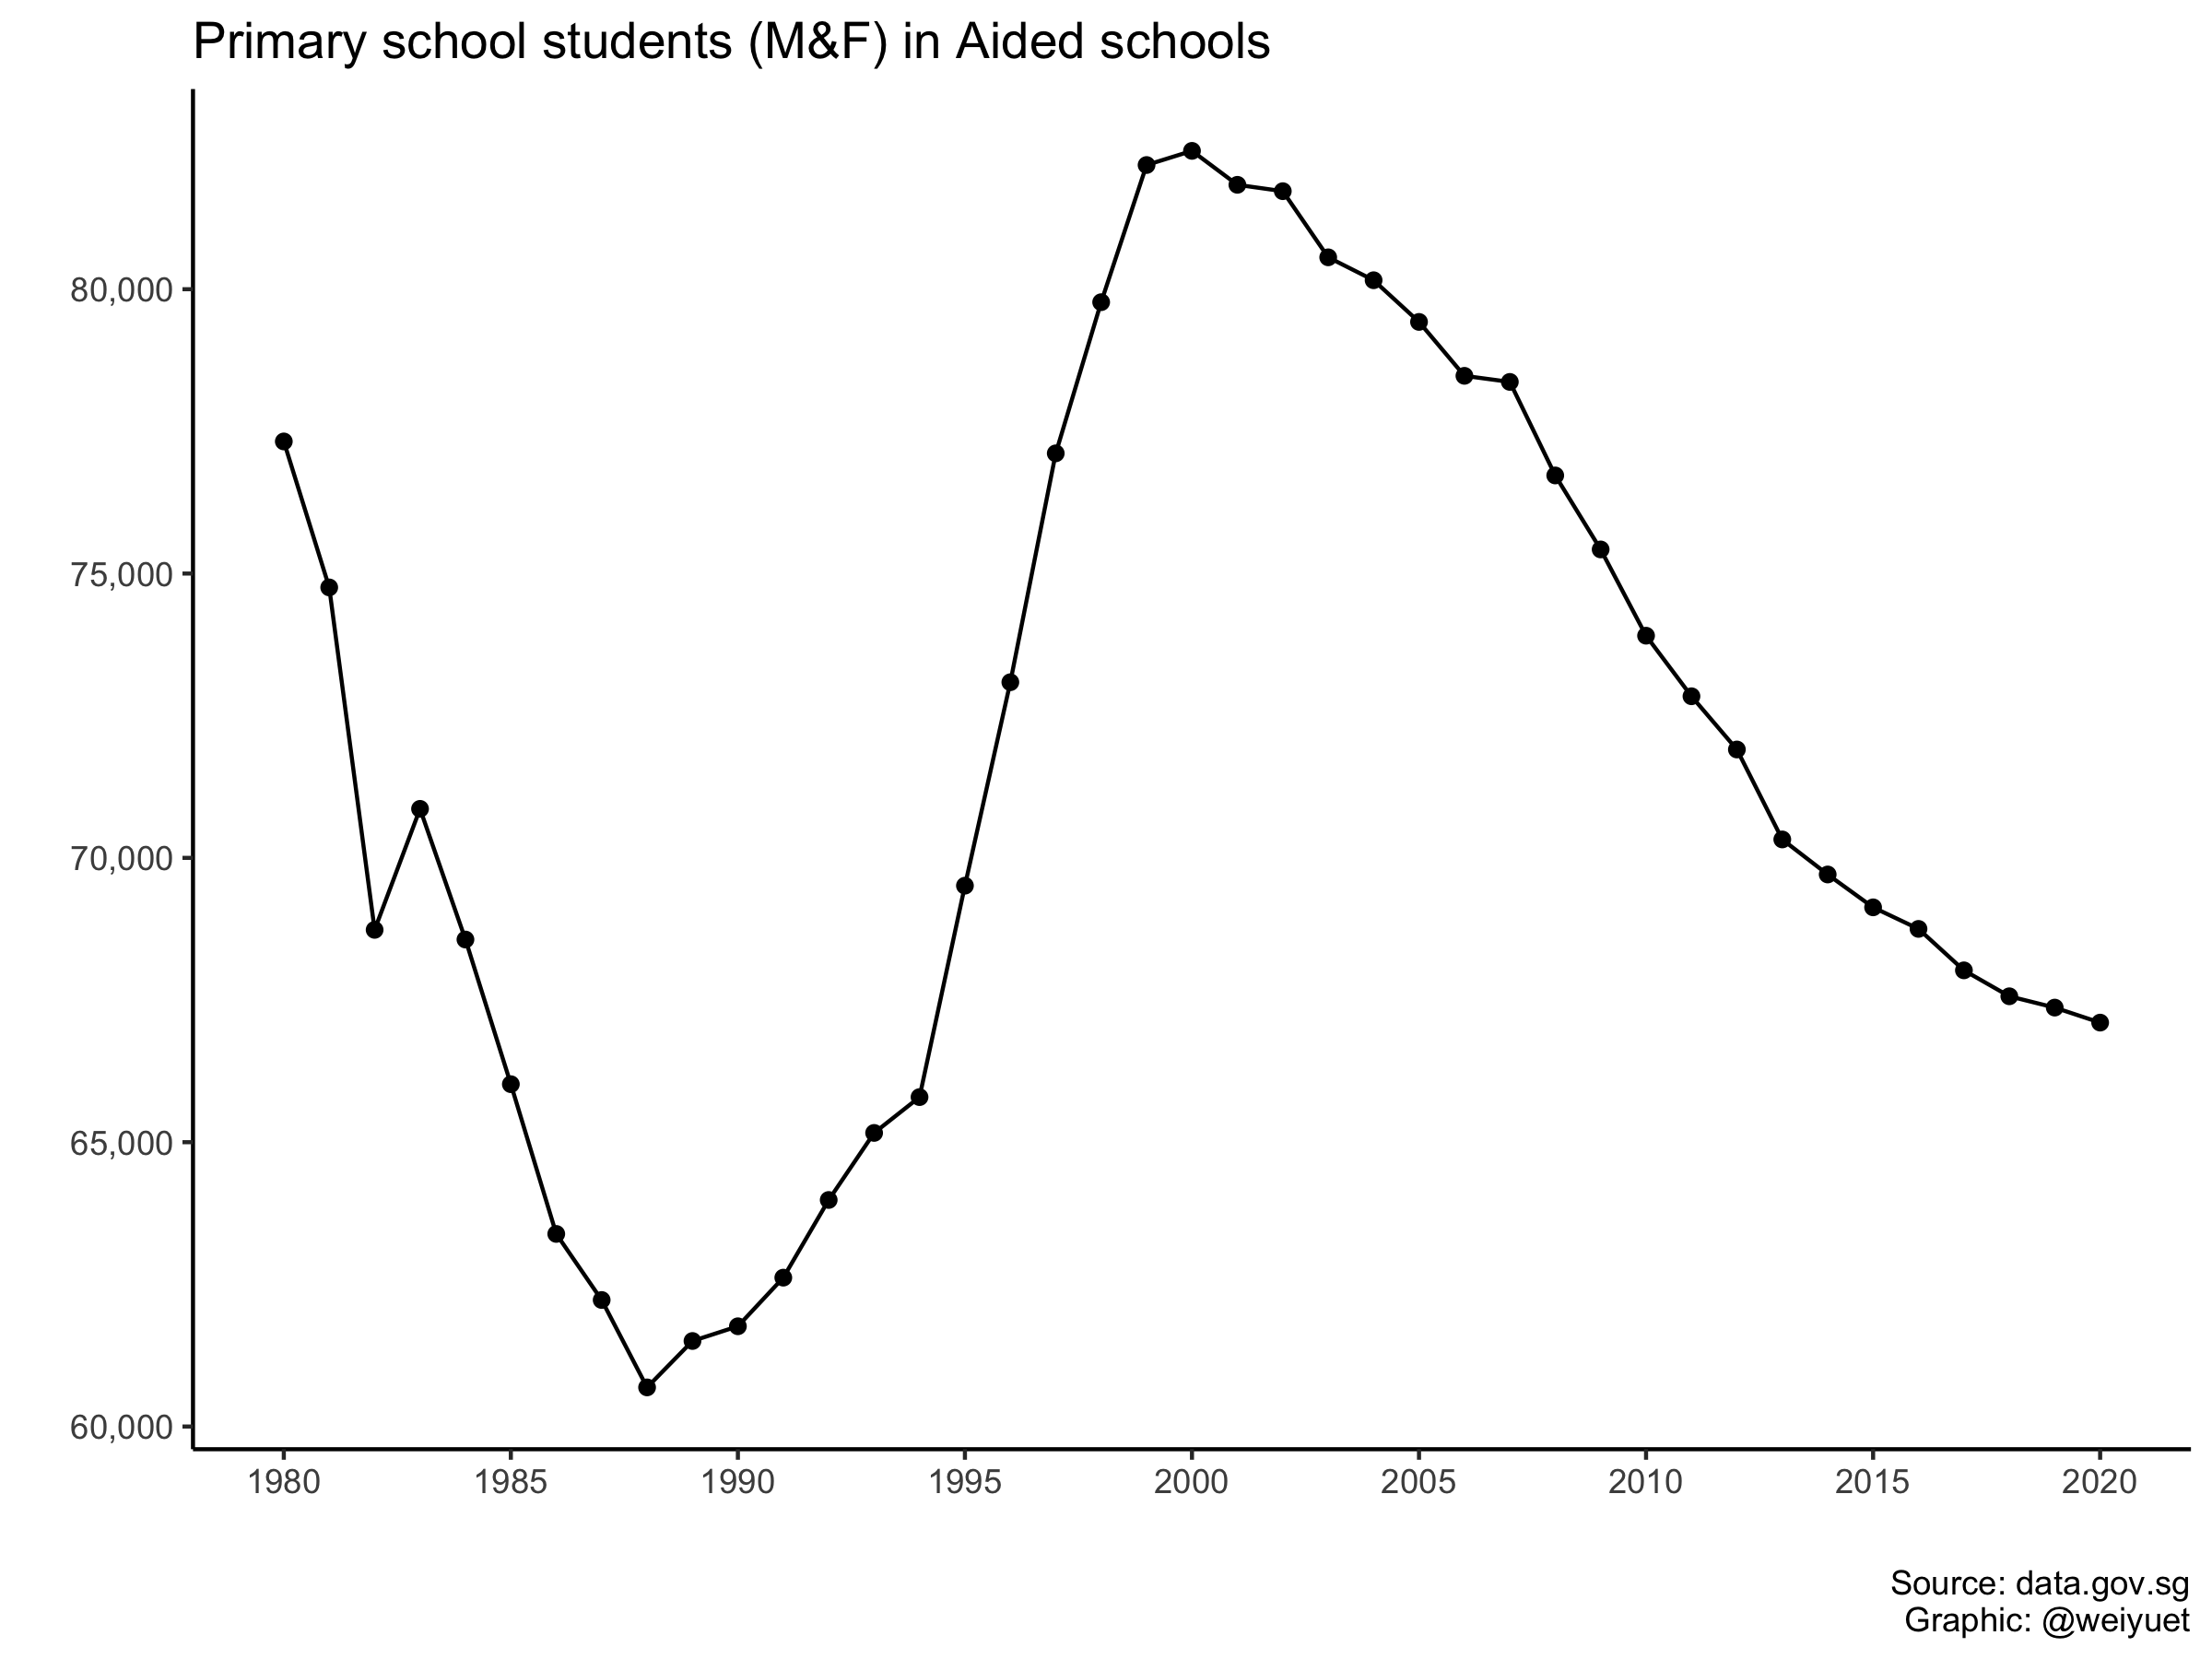 Primary school students (M&F) in Aided schools
80,000
75,000
70,000
65,000
60,000
1980 1985 1990 1995 2000 2005 2010 2015 2020
Source: data.gov.sg
Graphic: @weiyuet